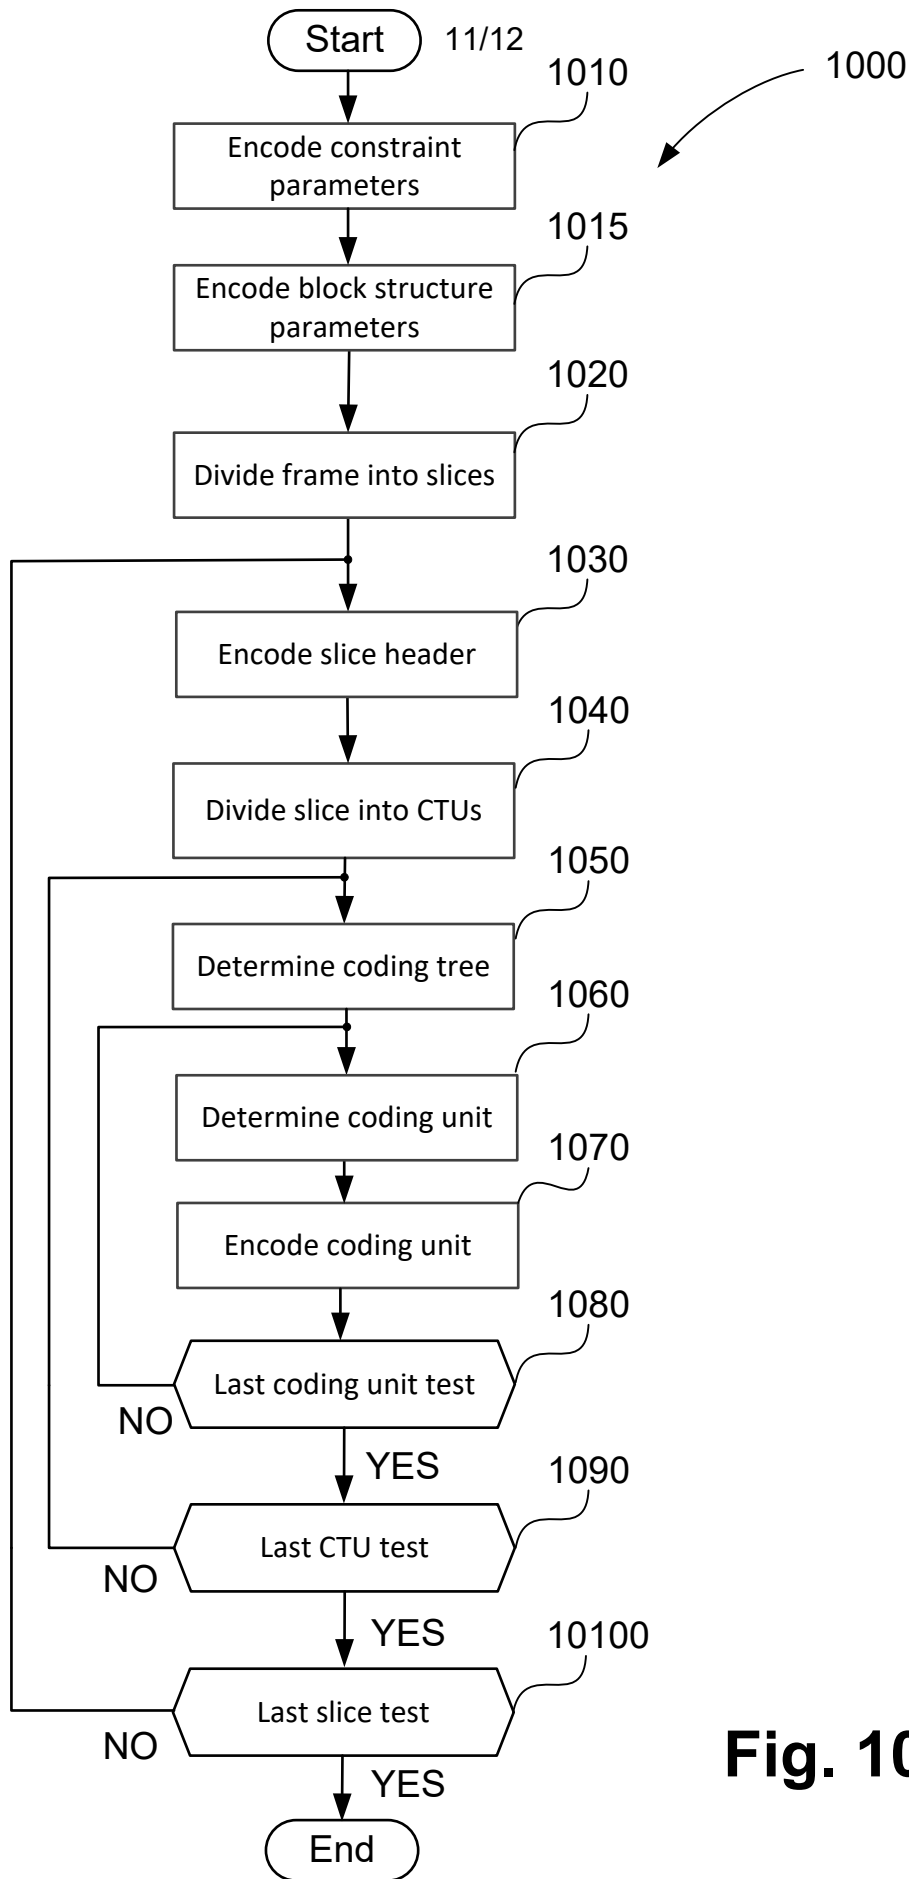 Start
11/12
1000
1010
Encode constraint
parameters
1015
Encode block structure
parameters
1020
Divide frame into slices
1030
Encode slice header
1040
Divide slice into CTUs
1050
Determine coding tree
1060
Determine coding unit
1070
Encode coding unit
1080
Last coding unit test
NO
YES
1090
Last CTU test
NO
YES
10100
Last slice test
NO
YES
Fig. 10
End